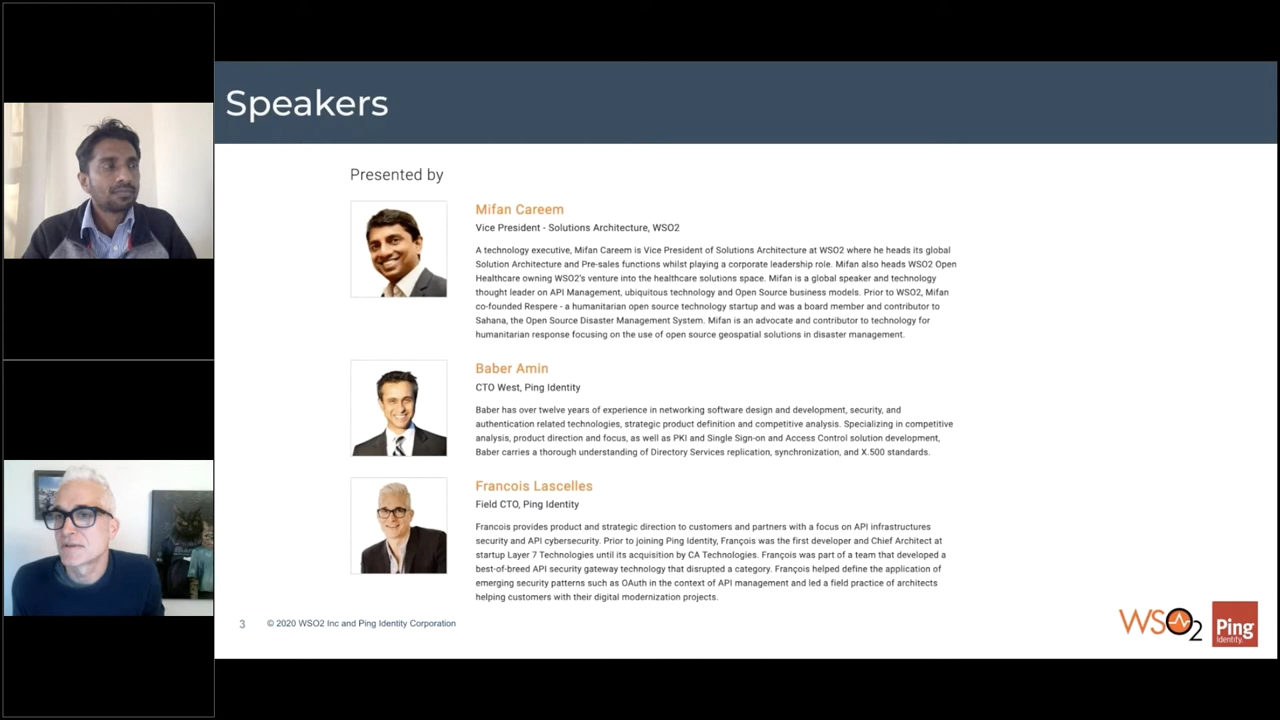 Speakers
Presented by
Mifan Careem
Vice President - Solutions Architecture, WSO2
A technology executive, Mifan Careem is Vice President of Solutions Architecture at WSO2 where he heads its global
Solution Architecture and Pre-sales functions whilst playing a corporate leadership role. Mifan also heads WSO2 Open
Healthcare owning WSO2's venture into the healthcare solutions space. Mifan is a global speaker and technology
thought leader on API Management, ubiquitous technology and Open Source business models. Prior to WSO2, Mifan
co-founded Respere - a humanitarian open source technology startup and was a board member and contributor to
Sahana, the Open Source Disaster Management System. Mifan is an advocate and contributor to technology for
humanitarian response focusing on the use of open source geospatial solutions in disaster management.
Baber Amin
CTO West, Ping Identity
Baber has over twelve years of experience in networking software design and development, security, and
authentication related technologies, strategic product definition and competitive analysis. Specializing in competitive
analysis, product direction and focus, as well as PKI and Single Sign-on and Access Control solution development,
Baber carries a thorough understanding of Directory Services replication, synchronization, and X.500 standards.
Francois Lascelles
Field CTO, Ping Identity
Francois provides product and strategic direction to customers and partners with a focus on API infrastructures
security and API cybersecurity. Prior to joining Ping Identity, François was the first developer and Chief Architect at
startup Layer 7 Technologies until its acquisition by CA Technologies. François was part of a team that developed a
best-of-breed API security gateway technology that disrupted a category. François helped define the application of
emerging security patterns such as OAuth in the context of API management and led a field practice of architects
helping customers with their digital modernization projects.
3 © 2020 WSO2 Inc and Ping Identity Corporation
WSO2
Ping
Identity